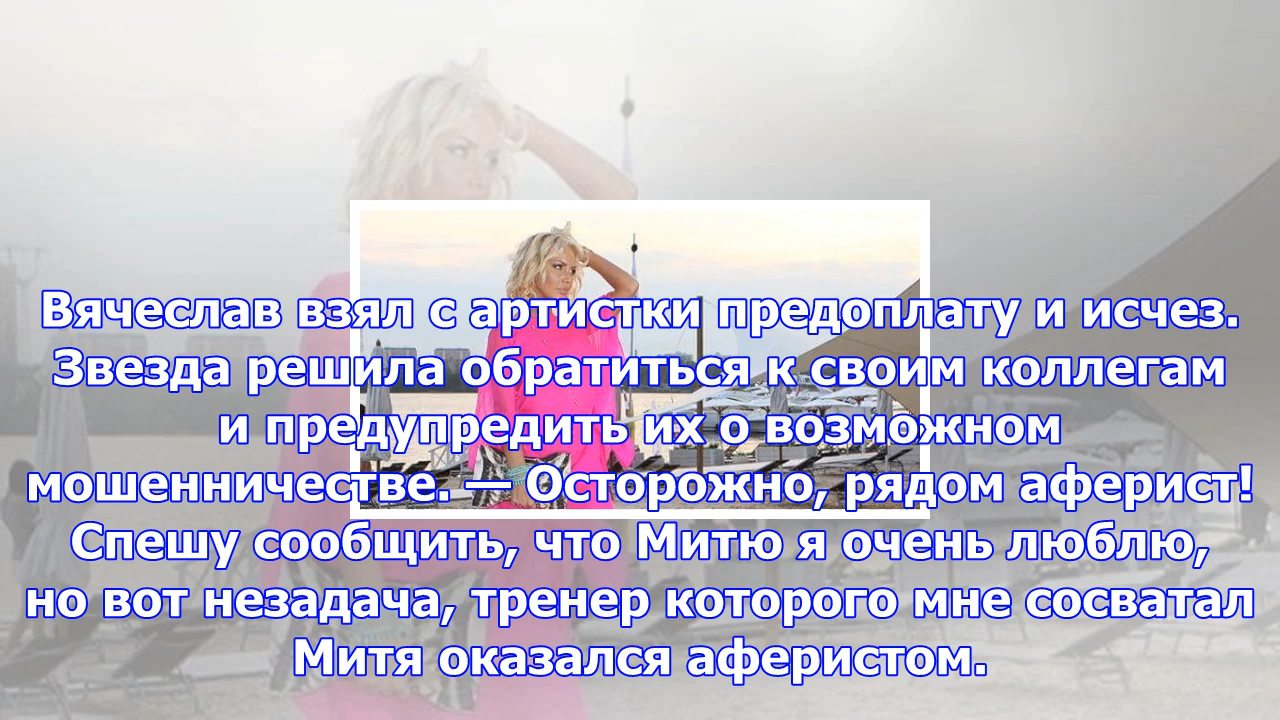 Вячеслав взял с артистки предоплату и исчез.
Звезда решила обратиться к своим коллегам
и предупредить их о возможном
мошенничестве. — Осторожно, рядом аферист!
Спешу сообщить, что Митю я очень люблю,
но вот незадача, тренер которого мне сосватал
Митя оказался аферистом.